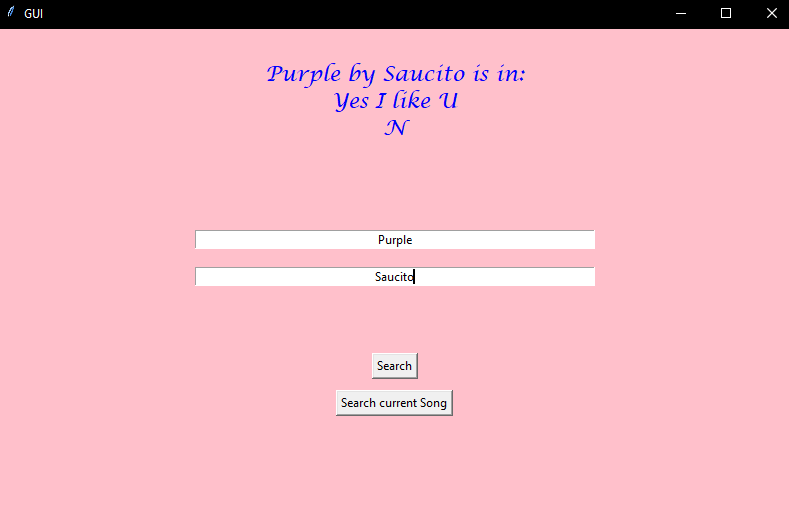 GUI
Purple by Saucito is in:
Yes I like U
N
Purple
Saucito
Search
Search current Song